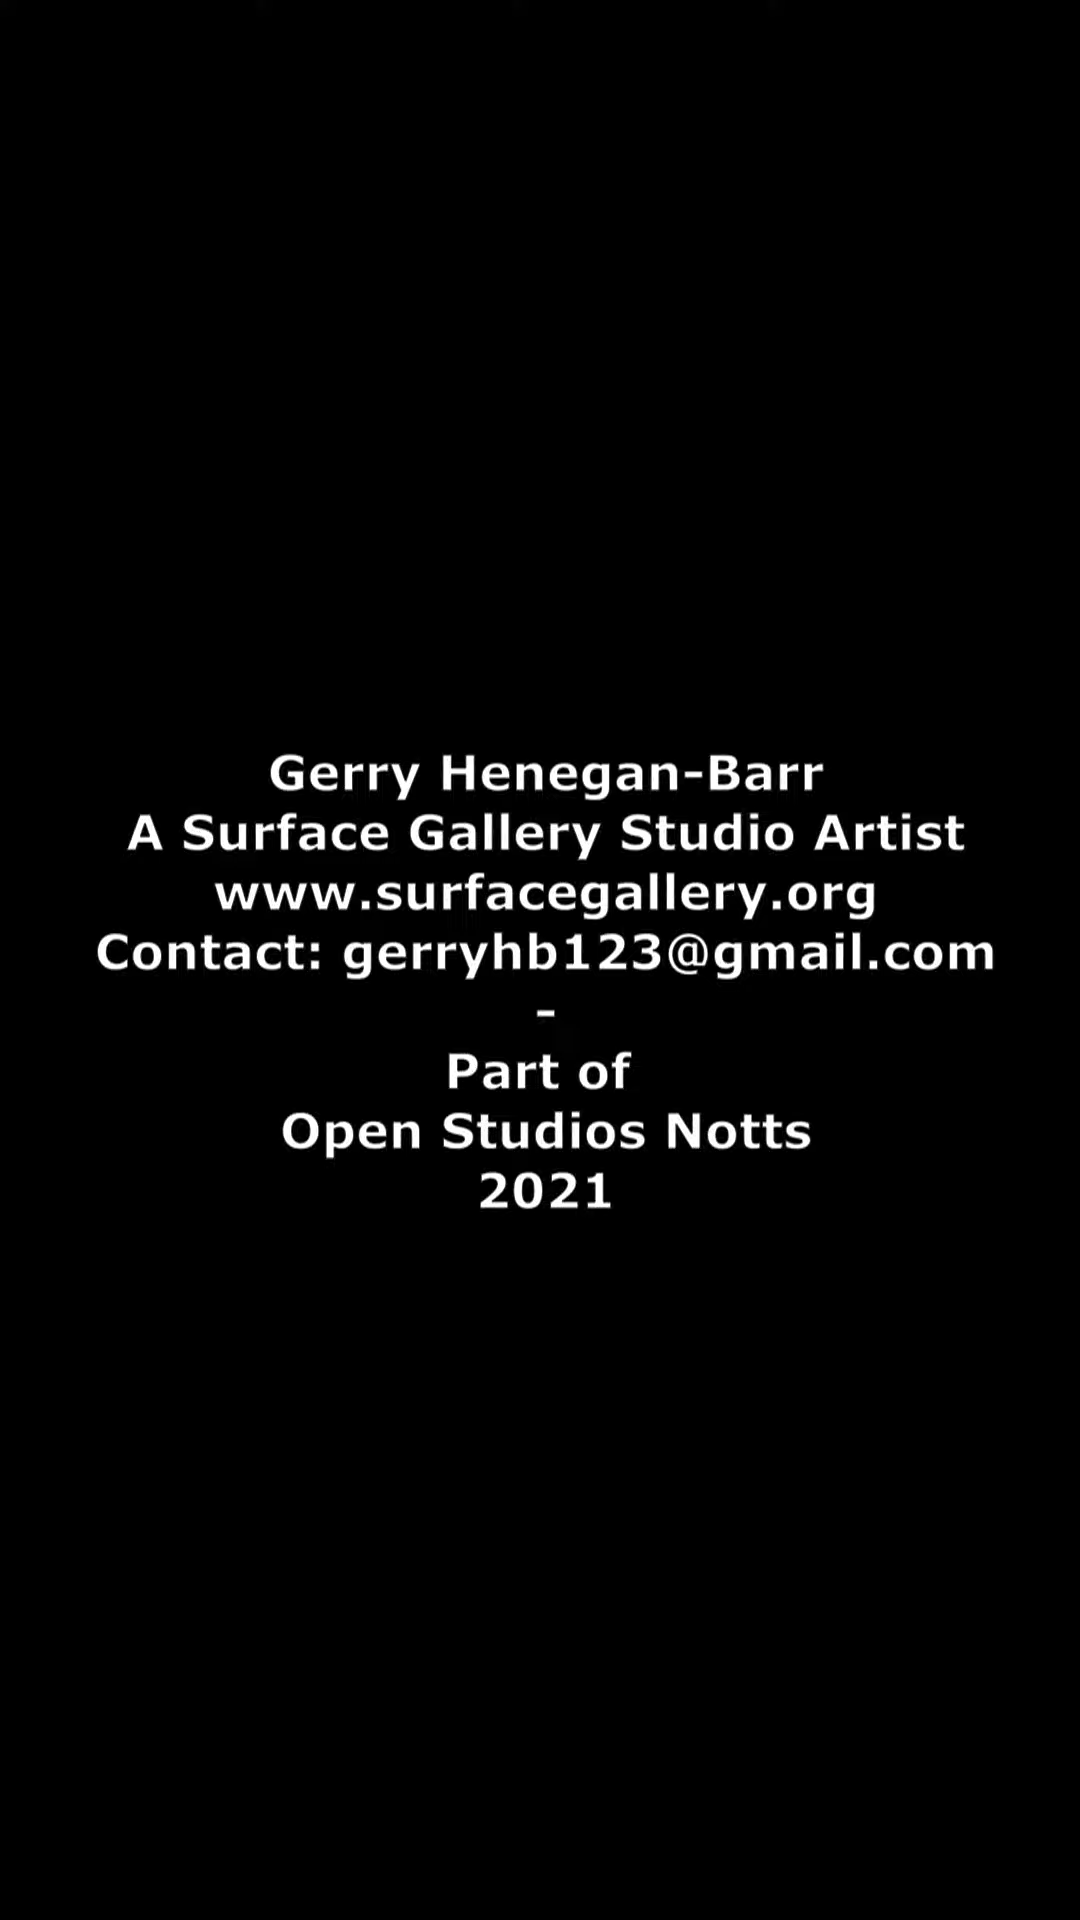 Gerry Henegan-Barr
A Surface Gallery Studio Artist
www.surfacegallery.org
Contact: gerryhb123@gmail.com
-
Part of
Open Studios Notts
2021